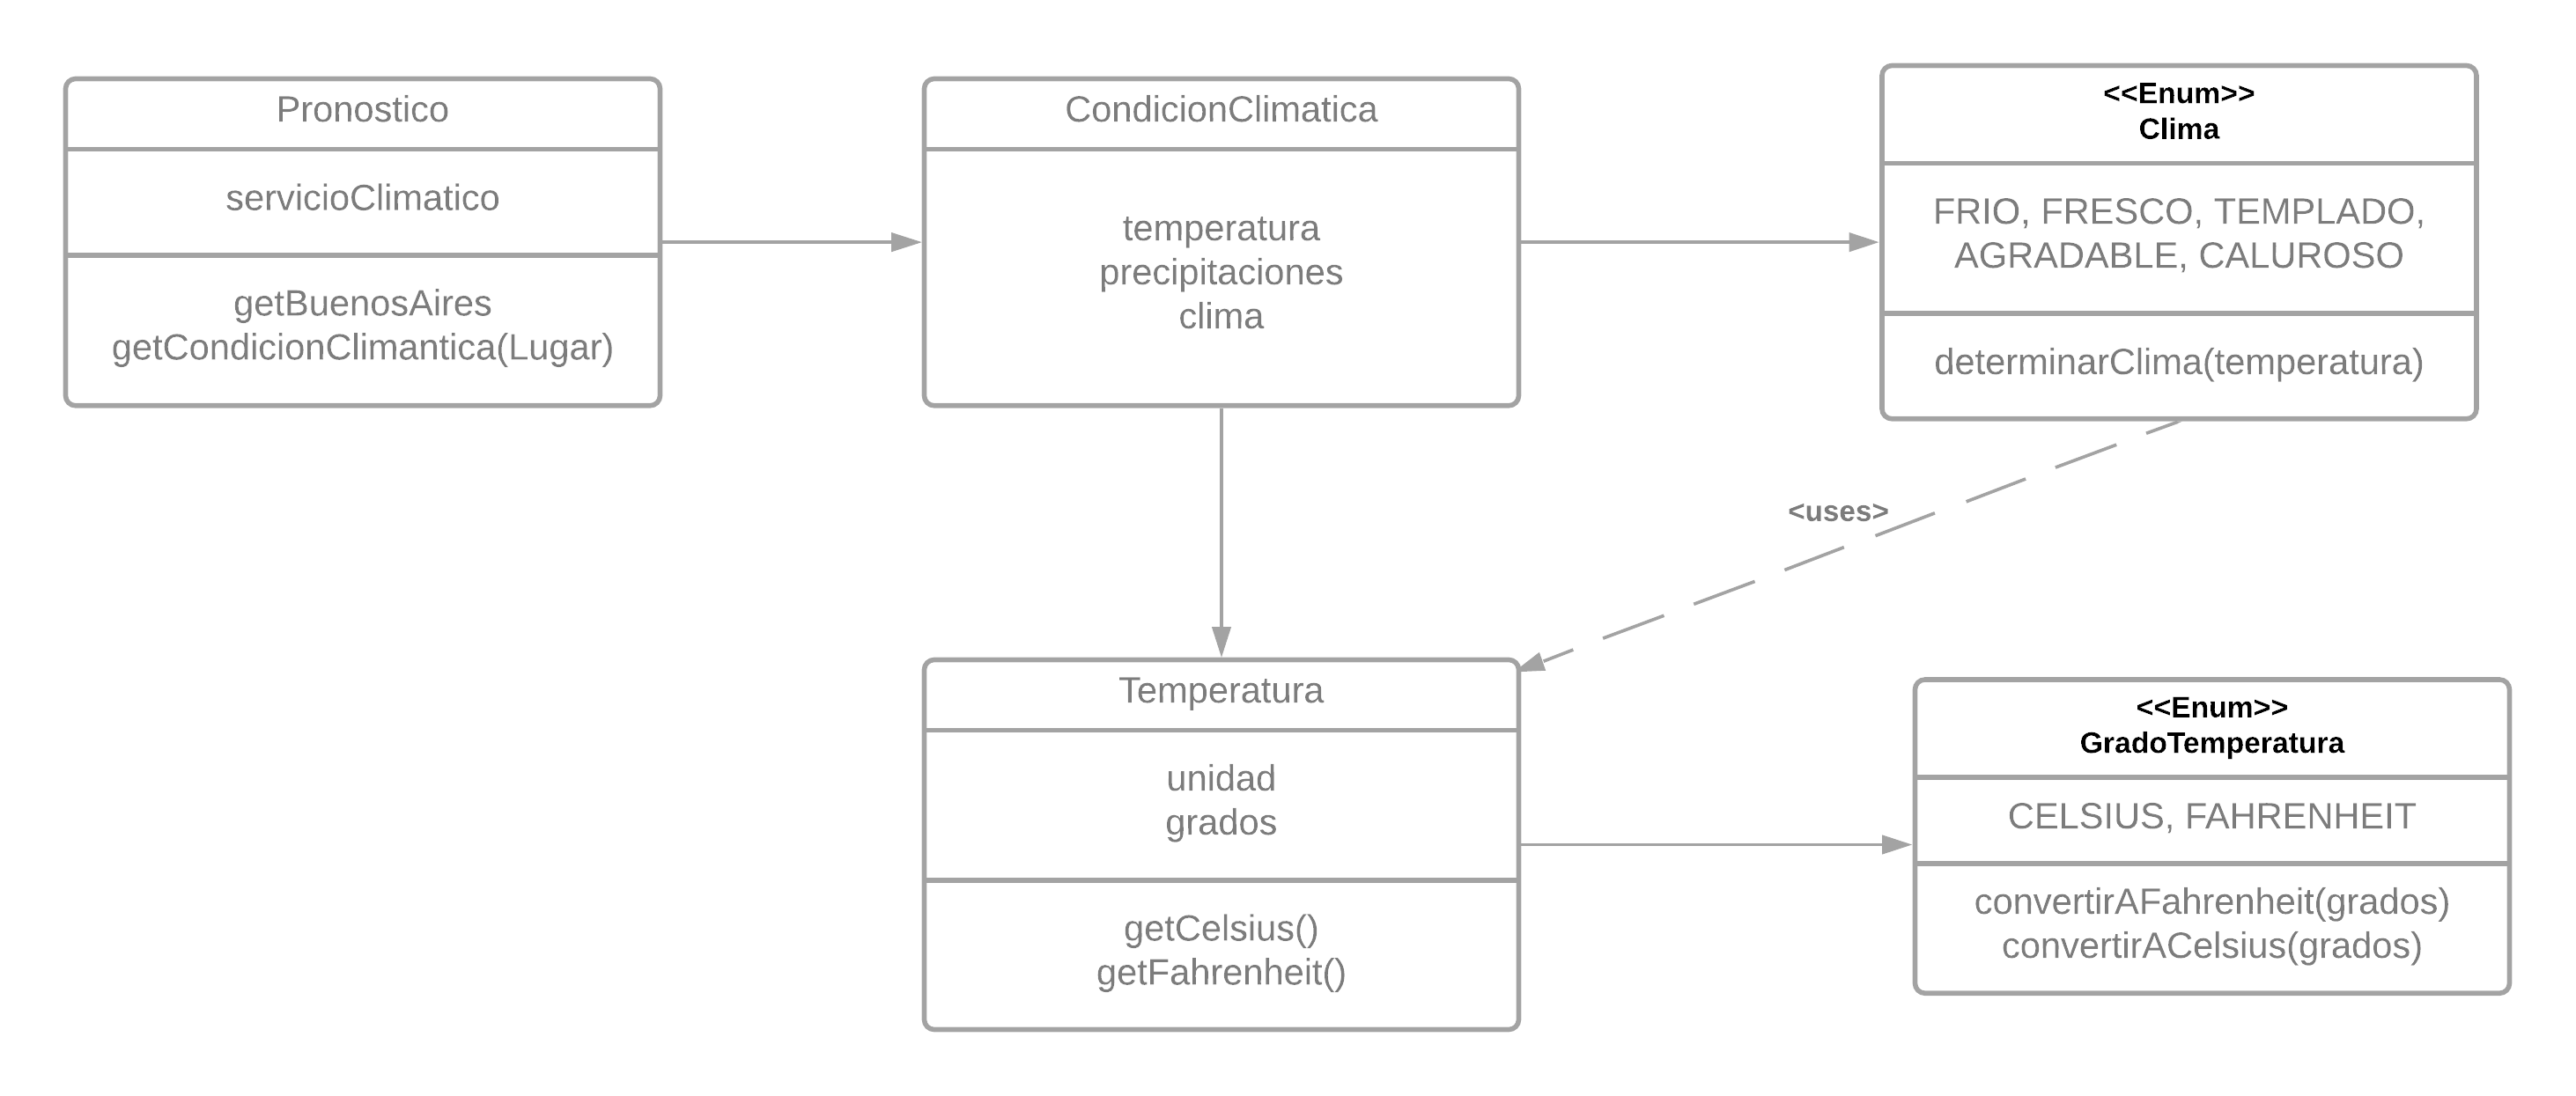 Pronostico
servicioClimatico
getBuenosAires
getCondicionClimantica(Lugar)
CondicionClimatica
temperatura
precipitaciones
clima
<<Enum>>
Clima
FRIO, FRESCO, TEMPLADO,
AGRADABLE, CALUROSO
determinarClima(temperatura)
<uses>
Temperatura
unidad
grados
getCelsius()
getFahrenheit()
<<Enum>>
GradoTemperatura
CELSIUS, FAHRENHEIT
convertirAFahrenheit(grados)
convertirACelsius(grados)